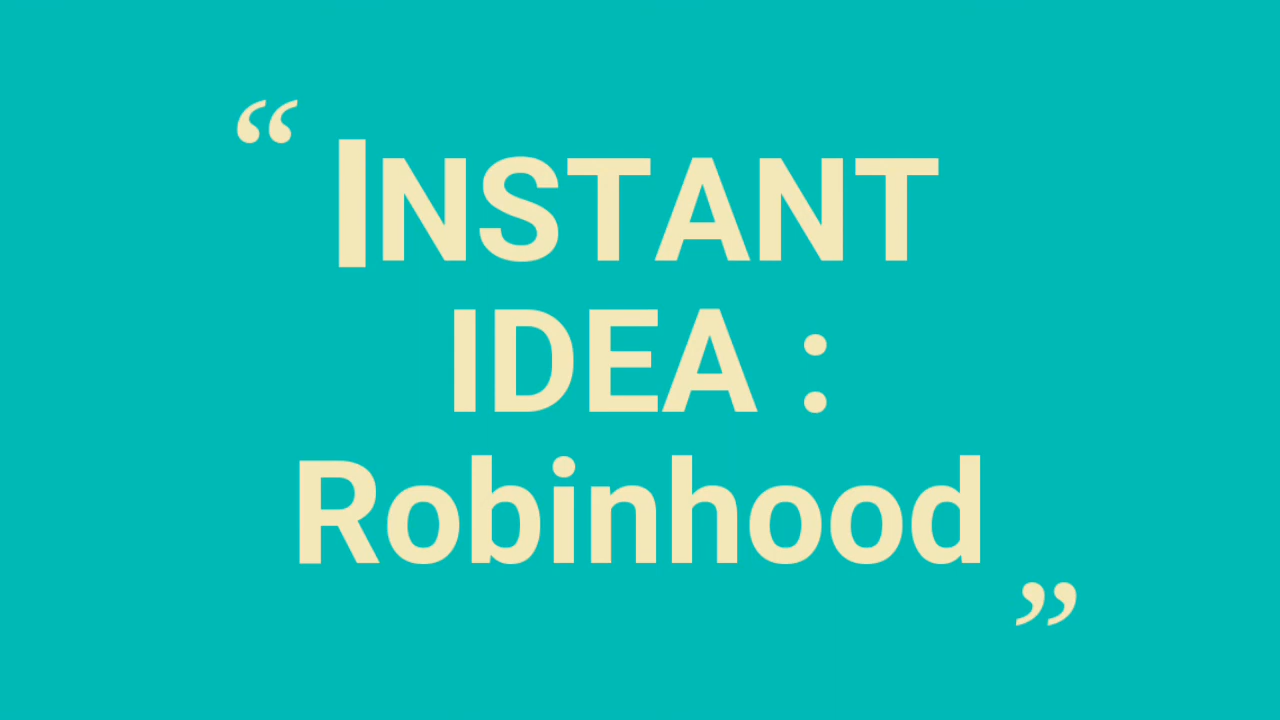 “ INSTANT
IDEA :
Robinhood ”